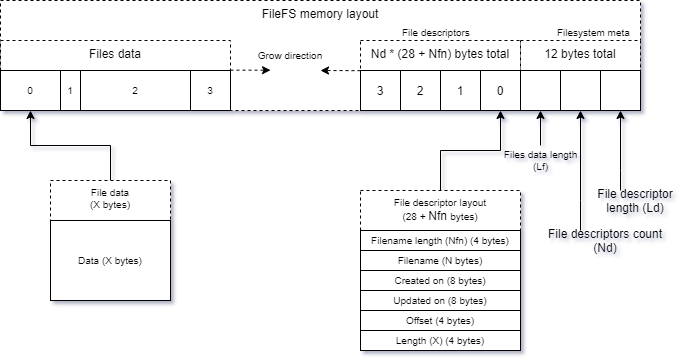 FileFS memory layout
File descriptors
Filesystem meta
Files data
Grow direction
Nd * (28 + Nfn) bytes total
12 bytes total
0
1
2
3
3
2
1
0
Files data length
(Lf)
File descriptor
length (Ld)
File descriptors count
(Nd)
File data
(X bytes)
Data (X bytes)
File descriptor layout
(28 + Nfn bytes)
Filename length (Nfn) (4 bytes)
Filename (N bytes)
Created on (8 bytes)
Updated on (8 bytes)
Offset (4 bytes)
Length (X) (4 bytes)